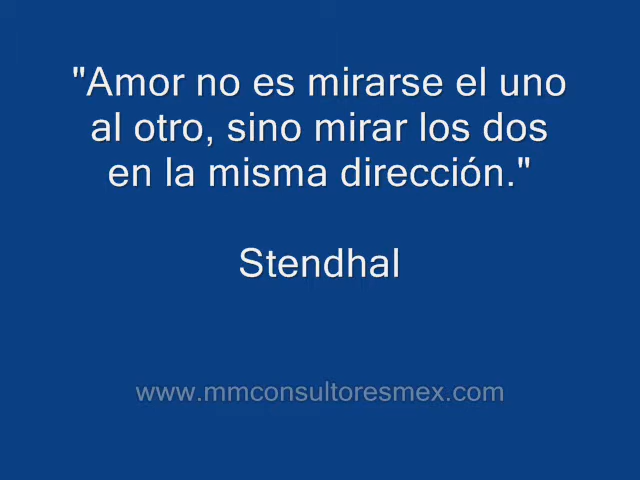 "Amor no es mirarse el uno
al otro, sino mirar los dos
en la misma dirección."
Stendhal
www.mmconsultoresmex.com